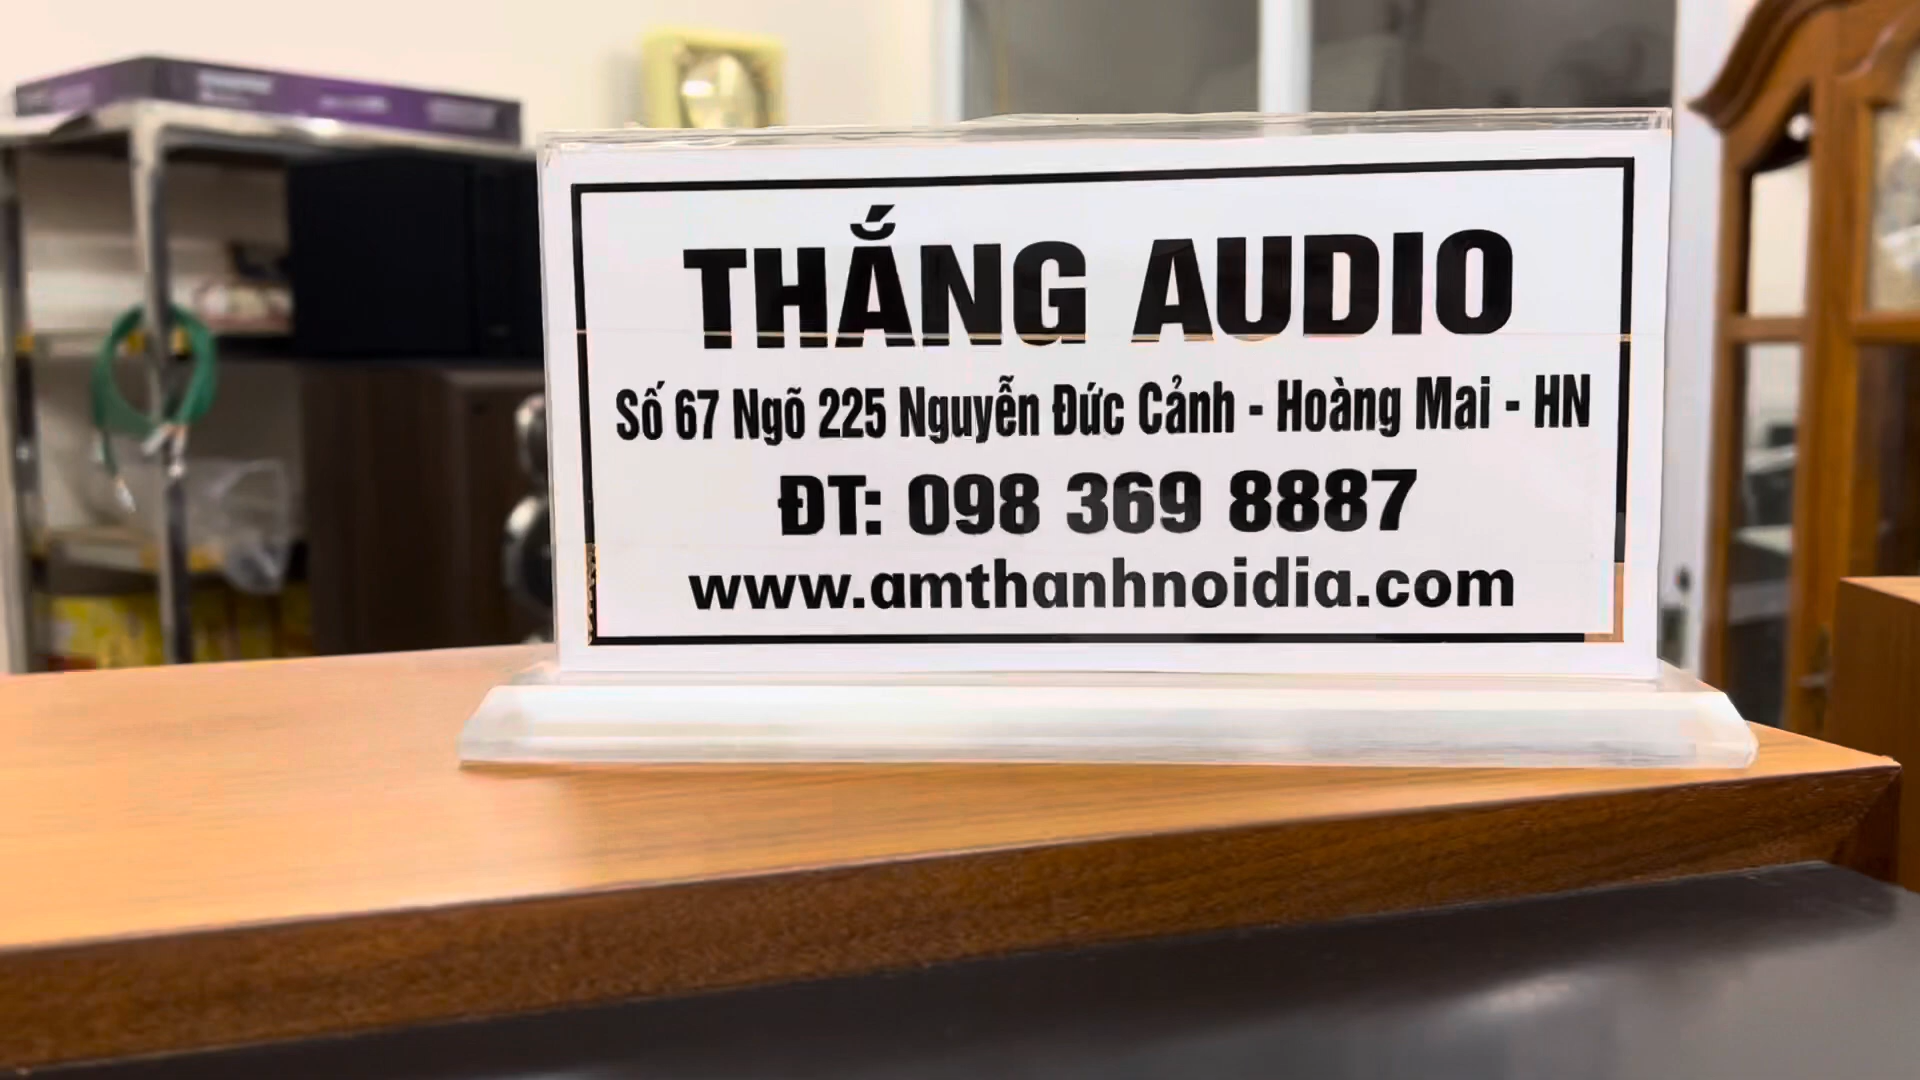 THẮNG AUDIO
Số 67 Ngõ 225 Nguyễn Đức Cảnh - Hoàng Mai - HN
ĐT: 098 369 8887
www.amthanhnoidia.com